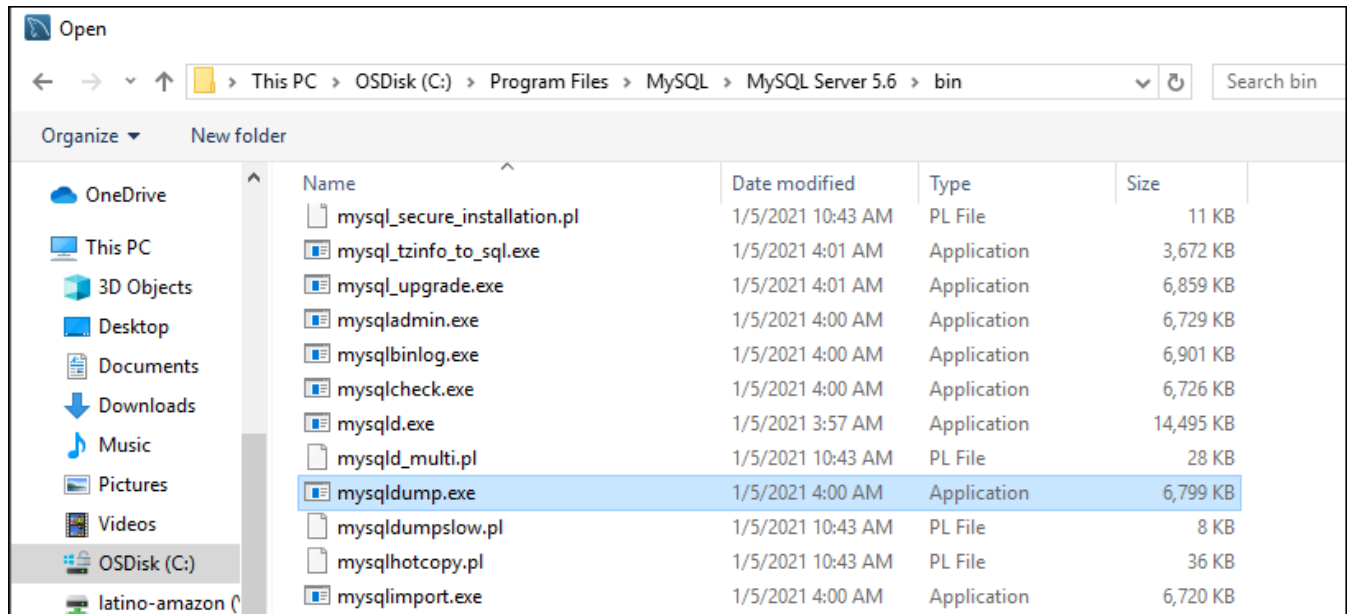 Open
This PC > OSDisk (C:) > Program Files > MySQL > MySQL Server 5.6 > bin
Search bin
Organize
New folder
OneDrive
This PC
3D Objects
Desktop
Documents
Downloads
Music
Pictures
Videos
OSDisk (C:)
latino-amazon ('
Name Date modified Type Size
mysql_secure_installation.pl 1/5/2021 10:43 AM PL File 11 KB
mysql_tzinfo_to_sql.exe 1/5/2021 4:01 AM Application 3,672 KB
mysql_upgrade.exe 1/5/2021 4:01 AM Application 6,859 KB
mysqladmin.exe 1/5/2021 4:00 AM Application 6,729 KB
mysqlbinlog.exe 1/5/2021 4:00 AM Application 6,901 KB
mysqlcheck.exe 1/5/2021 4:00 AM Application 6,726 KB
mysqld.exe 1/5/2021 3:57 AM Application 14,495 KB
mysqld_multi.pl 1/5/2021 10:43 AM PL File 28 KB
mysqldump.exe 1/5/2021 4:00 AM Application 6,799 KB
mysqldumpslow.pl 1/5/2021 10:43 AM PL File 8 KB
mysqlhotcopy.pl 1/5/2021 10:43 AM PL File 36 KB
mysqlimport.exe 1/5/2021 4:00 AM Application 6,720 KB